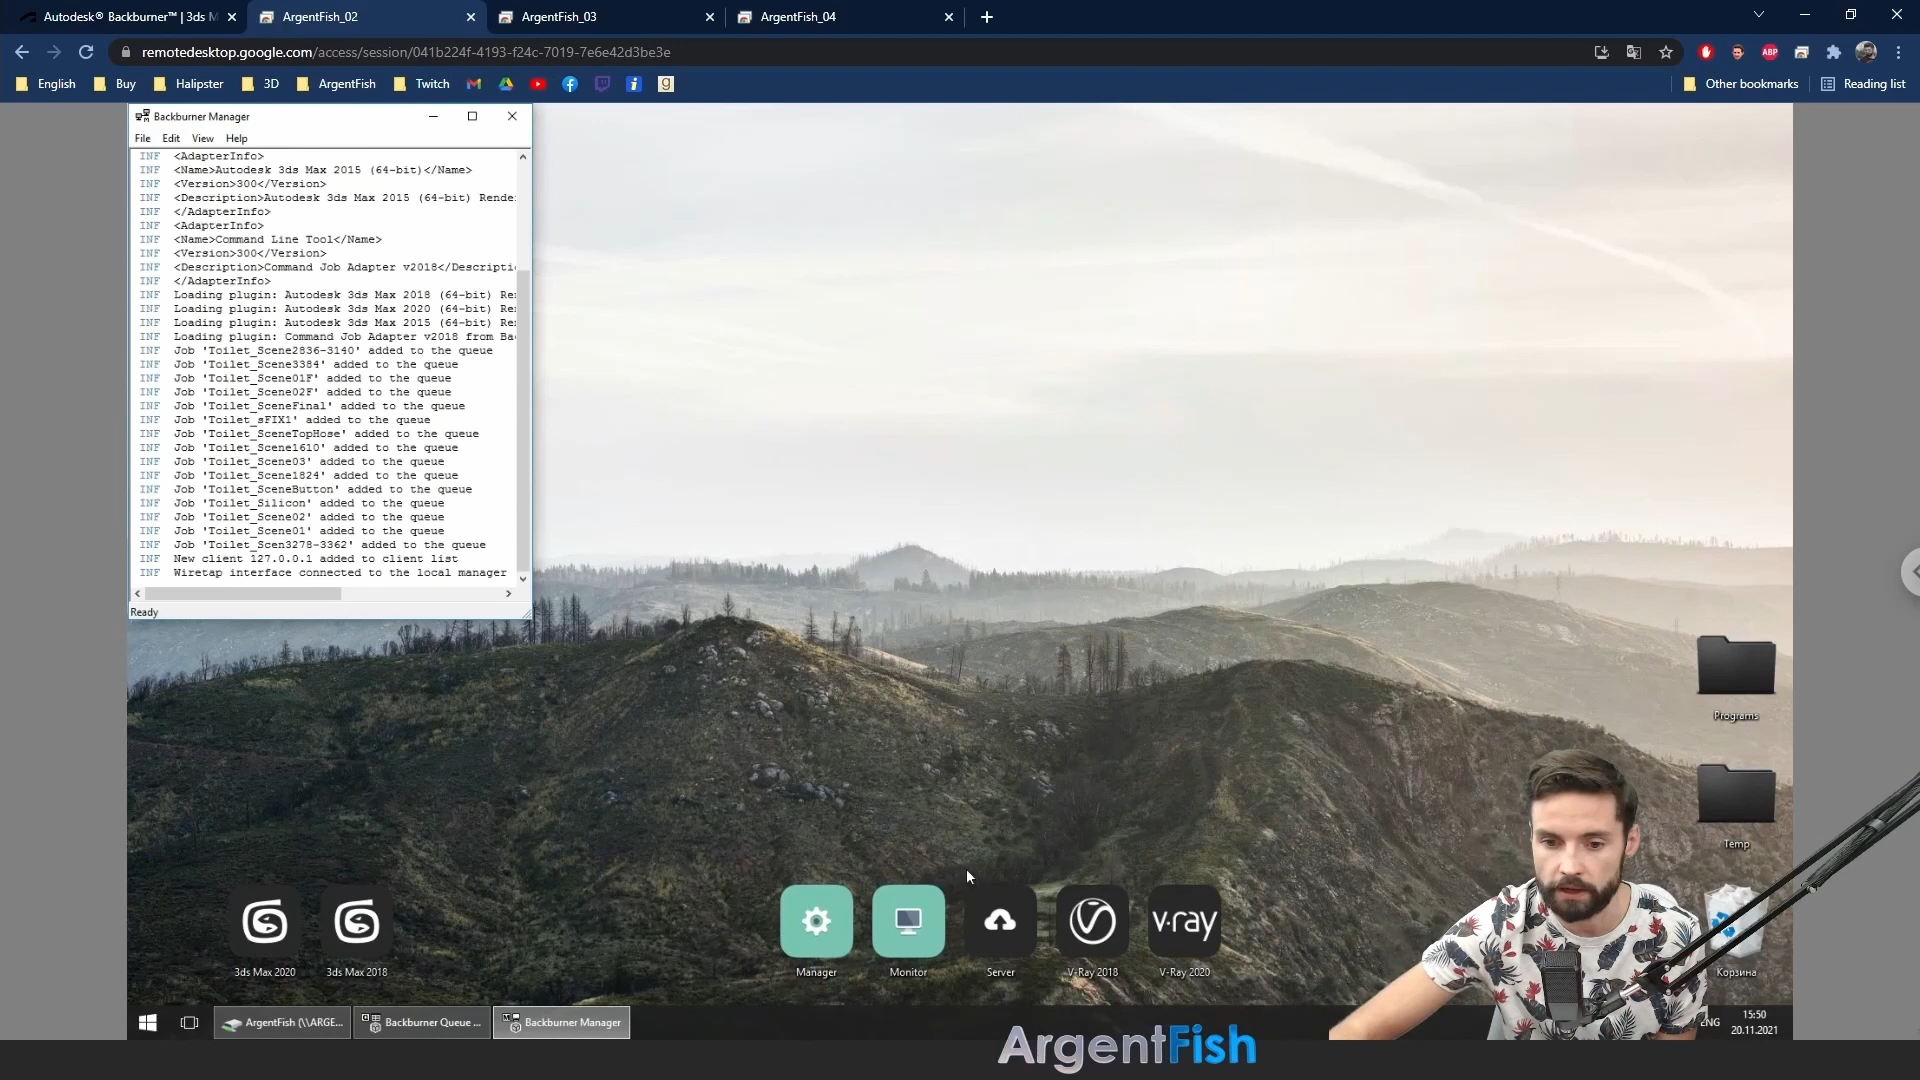 Autodesk® Backburner™ | 3ds M
ArgentFish_02
ArgentFish_03
ArgentFish_04
remotedesktop.google.com/access/session/041b224f-4193-f24c-7019-7e6e42d3be3e
ABP
English
Buy
Halipster
3D
ArgentFish
Twitch
Other bookmarks
Reading list
Backburner Manager
File Edit View Help
INF <AdapterInfo>
INF <Name>Autodesk 3ds Max 2015 (64-bit)</Name>
INF <Version>300</Version>
INF <Description>Autodesk 3ds Max 2015 (64-bit) Rende
INF </AdapterInfo>
INF <AdapterInfo>
INF <Name>Command Line Tool</Name>
INF <Version>300</Version>
INF <Description>Command Job Adapter v2018</Descripti
INF </AdapterInfo>
INF Loading plugin: Autodesk 3ds Max 2018 (64-bit) Re
INF Loading plugin: Autodesk 3ds Max 2020 (64-bit) Re
INF Loading plugin: Autodesk 3ds Max 2015 (64-bit) Re
INF Loading plugin: Command Job Adapter v2018 from Ba
INF Job 'Toilet_Scene2836-3140' added to the queue
INF Job 'Toilet_Scene3384' added to the queue
INF Job 'Toilet_Scene01F' added to the queue
INF Job 'Toilet_Scene02F' added to the queue
INF Job 'Toilet_SceneFinal' added to the queue
INF Job 'Toilet_sFIX1' added to the queue
INF Job 'Toilet_SceneTopHose' added to the queue
INF Job 'Toilet_Scene1610' added to the queue
INF Job 'Toilet_Scene03' added to the queue
INF Job 'Toilet_Scene1824' added to the queue
INF Job 'Toilet_SceneButton' added to the queue
INF Job 'Toilet_Silicon' added to the queue
INF Job 'Toilet_Scene02' added to the queue
INF Job 'Toilet_Scene01' added to the queue
INF Job 'Toilet_Scen3278-3362' added to the queue
INF New client 127.0.0.1 added to client list
INF Wiretap interface connected to the local manager
Ready
Programs
Temp
v·ray
3ds Max 2020
3ds Max 2018
Manager
Monitor
Server
V-Ray 2018
V-Ray 2020
Корзина
ArgentFish (\\ARGE...
Backburner Queue ...
Backburner Manager
ENG
15:50
20.11.2021
ArgentFish